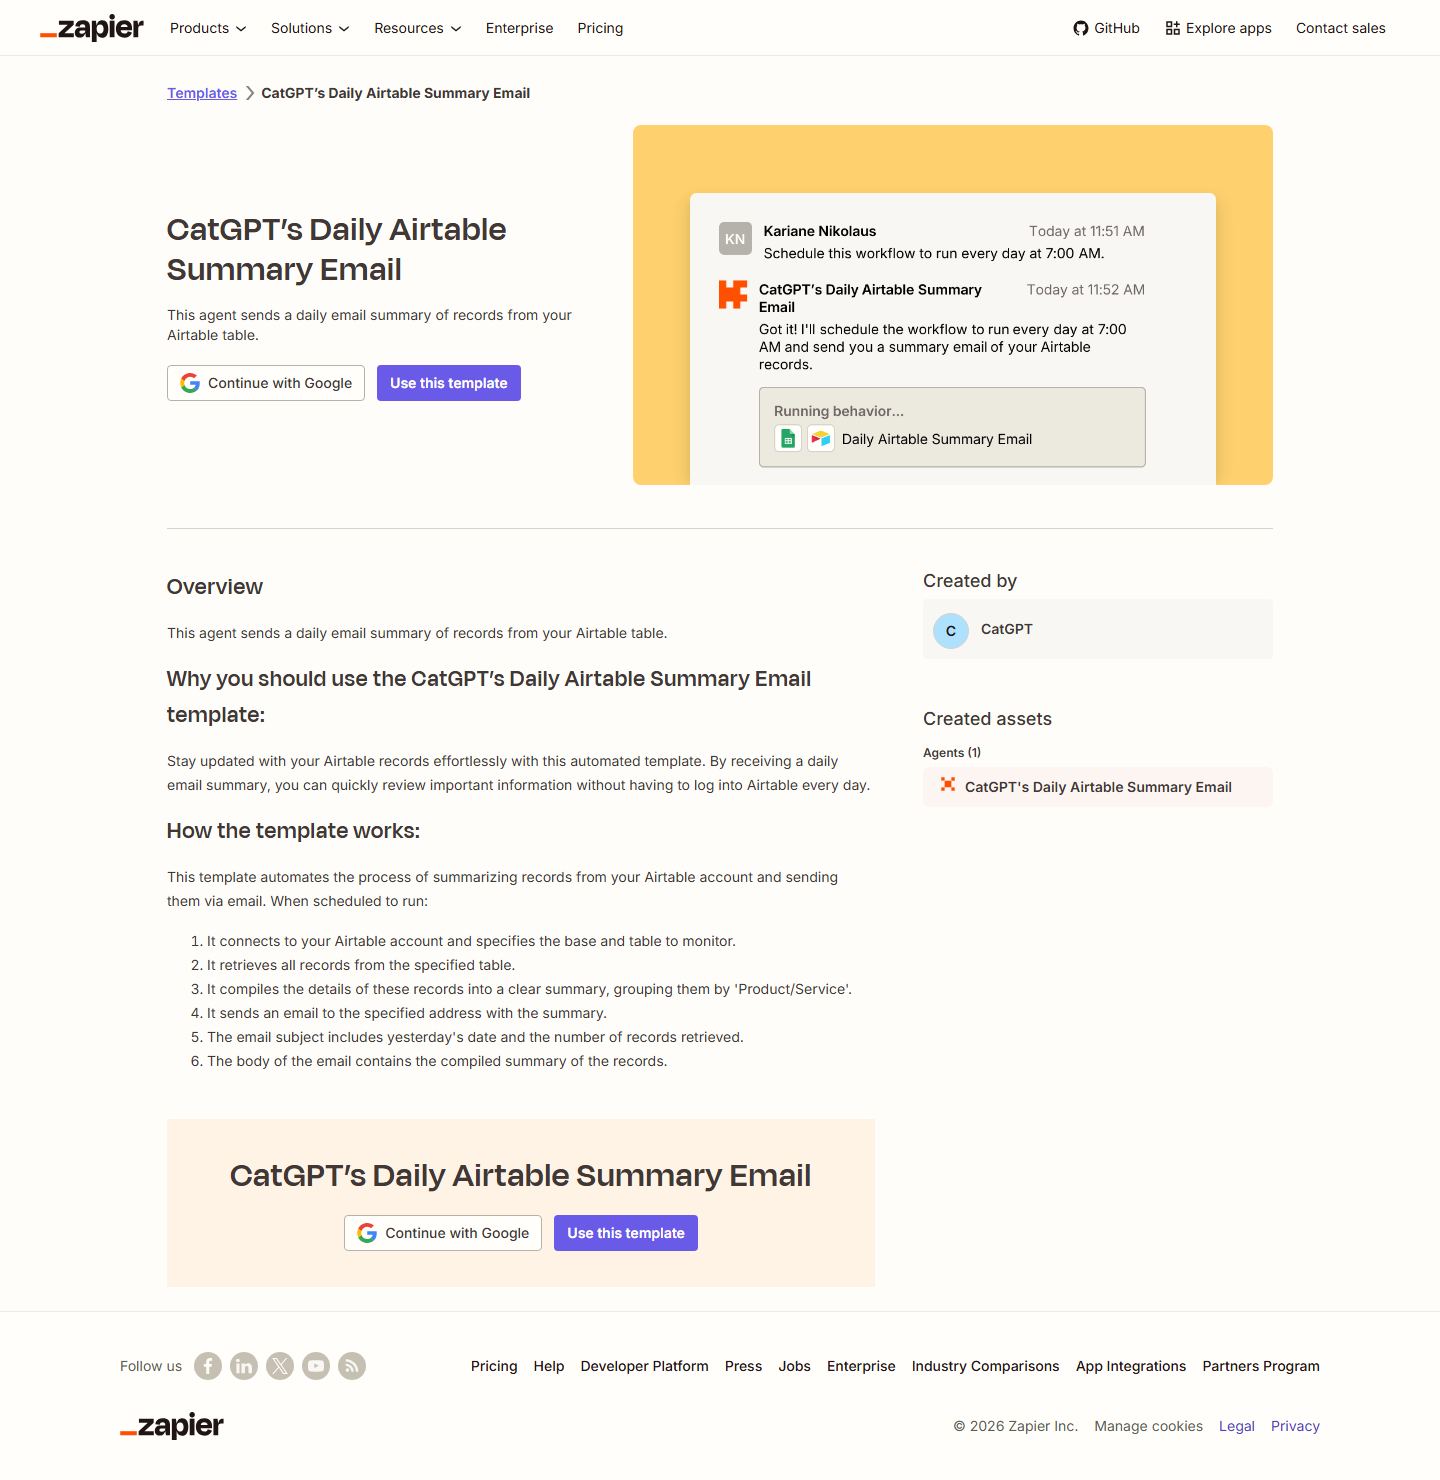 zapier
Products
Solutions
Resources
Enterprise
Pricing
GitHub
Explore apps
Contact sales
Templates
CatGPT’s Daily Airtable Summary Email
CatGPT’s Daily Airtable
Summary Email
This agent sends a daily email summary of records from your
Airtable table.
Continue with Google
Use this template
KN
Kariane Nikolaus
Today at 11:51 AM
Schedule this workflow to run every day at 7:00 AM.
CatGPT’s Daily Airtable Summary
Email
Today at 11:52 AM
Got it! I'll schedule the workflow to run every day at 7:00
AM and send you a summary email of your Airtable
records.
Running behavior...
Daily Airtable Summary Email
Overview
This agent sends a daily email summary of records from your Airtable table.
Why you should use the CatGPT’s Daily Airtable Summary Email
template:
Stay updated with your Airtable records effortlessly with this automated template. By receiving a daily
email summary, you can quickly review important information without having to log into Airtable every day.
How the template works:
This template automates the process of summarizing records from your Airtable account and sending
them via email. When scheduled to run:
1. It connects to your Airtable account and specifies the base and table to monitor.
2. It retrieves all records from the specified table.
3. It compiles the details of these records into a clear summary, grouping them by 'Product/Service'.
4. It sends an email to the specified address with the summary.
5. The email subject includes yesterday's date and the number of records retrieved.
6. The body of the email contains the compiled summary of the records.
Created by
C
CatGPT
Created assets
Agents (1)
CatGPT's Daily Airtable Summary Email
CatGPT’s Daily Airtable Summary Email
Continue with Google
Use this template
Follow us
Pricing
Help
Developer Platform
Press
Jobs
Enterprise
Industry Comparisons
App Integrations
Partners Program
zapier
© 2026 Zapier Inc.
Manage cookies
Legal
Privacy